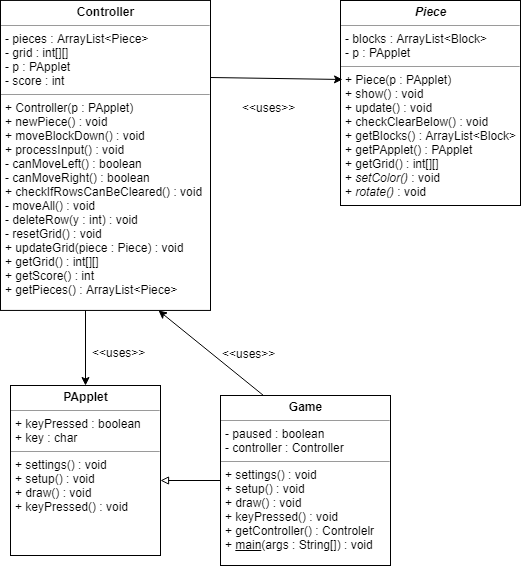 Controller
- pieces : ArrayList<Piece>
- grid : int[][]
- p : PApplet
- score : int
+ Controller(p : PApplet)
+ newPiece() : void
+ moveBlockDown() : void
+ processInput() : void
- canMoveLeft() : boolean
- canMoveRight() : boolean
+ checkIfRowsCanBeCleared() : void
- moveAll() : void
- deleteRow(y : int) : void
- resetGrid() : void
+ updateGrid(piece : Piece) : void
+ getGrid() : int[][]
+ getScore() : int
+ getPieces() : ArrayList<Piece>
<<uses>>
Piece
- blocks : ArrayList<Block>
- p : PApplet
+ Piece(p : PApplet)
+ show() : void
+ update() : void
+ checkClearBelow() : void
+ getBlocks() : ArrayList<Block>
+ getPApplet() : PApplet
+ getGrid() : int[][]
+ setColor() : void
+ rotate() : void
<<uses>>
<<uses>>
PApplet
+ keyPressed : boolean
+ key : char
+ settings() : void
+ setup() : void
+ draw() : void
+ keyPressed() : void
Game
- paused : boolean
- controller : Controller
+ settings() : void
+ setup() : void
+ draw() : void
+ keyPressed() : void
+ getController() : Controlelr
+ main(args : String[]) : void